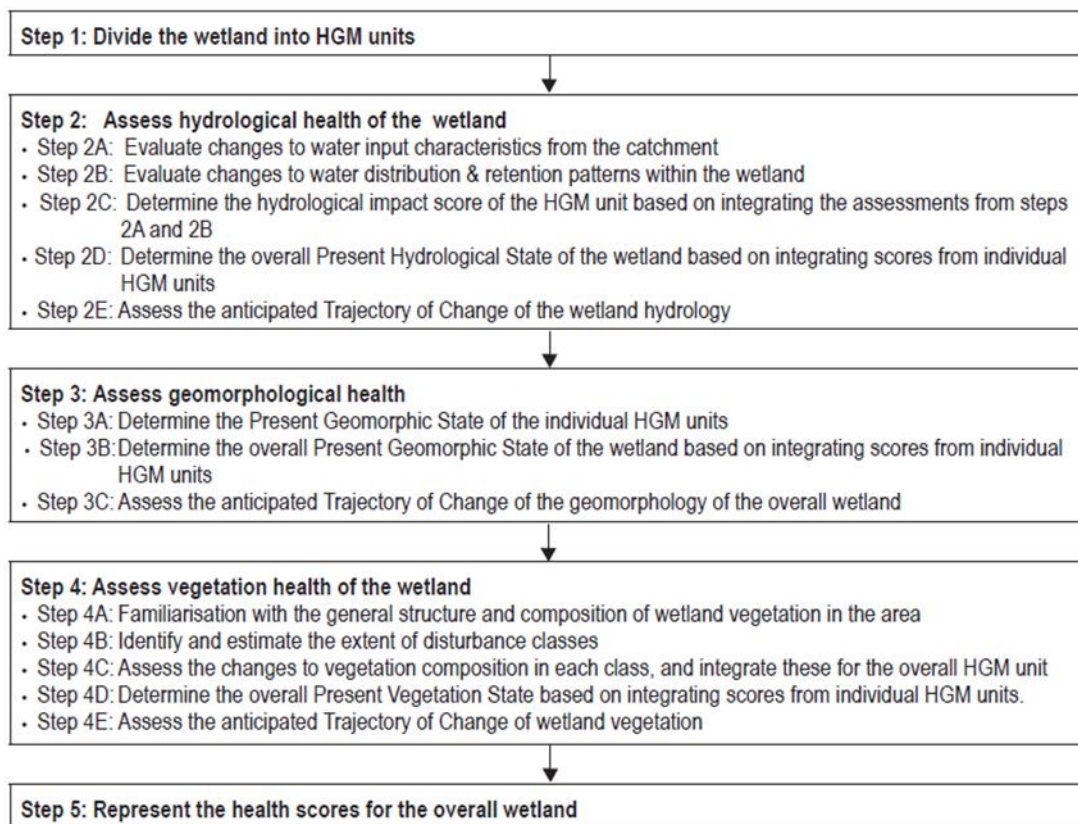 Step 1: Divide the wetland into HGM units
Step 2: Assess hydrological health of the wetland
• Step 2A: Evaluate changes to water input characteristics from the catchment
• Step 2B: Evaluate changes to water distribution & retention patterns within the wetland
• Step 2C: Determine the hydrological impact score of the HGM unit based on integrating the assessments from steps
2A and 2B
• Step 2D: Determine the overall Present Hydrological State of the wetland based on integrating scores from individual
HGM units
• Step 2E: Assess the anticipated Trajectory of Change of the wetland hydrology
Step 3: Assess geomorphological health
• Step 3A: Determine the Present Geomorphic State of the individual HGM units
• Step 3B: Determine the overall Present Geomorphic State of the wetland based on integrating scores from individual
HGM units
• Step 3C: Assess the anticipated Trajectory of Change of the geomorphology of the overall wetland
Step 4: Assess vegetation health of the wetland
• Step 4A: Familiarisation with the general structure and composition of wetland vegetation in the area
• Step 4B: Identify and estimate the extent of disturbance classes
• Step 4C: Assess the changes to vegetation composition in each class, and integrate these for the overall HGM unit
• Step 4D: Determine the overall Present Vegetation State based on integrating scores from individual HGM units.
• Step 4E: Assess the anticipated Trajectory of Change of wetland vegetation
Step 5: Represent the health scores for the overall wetland